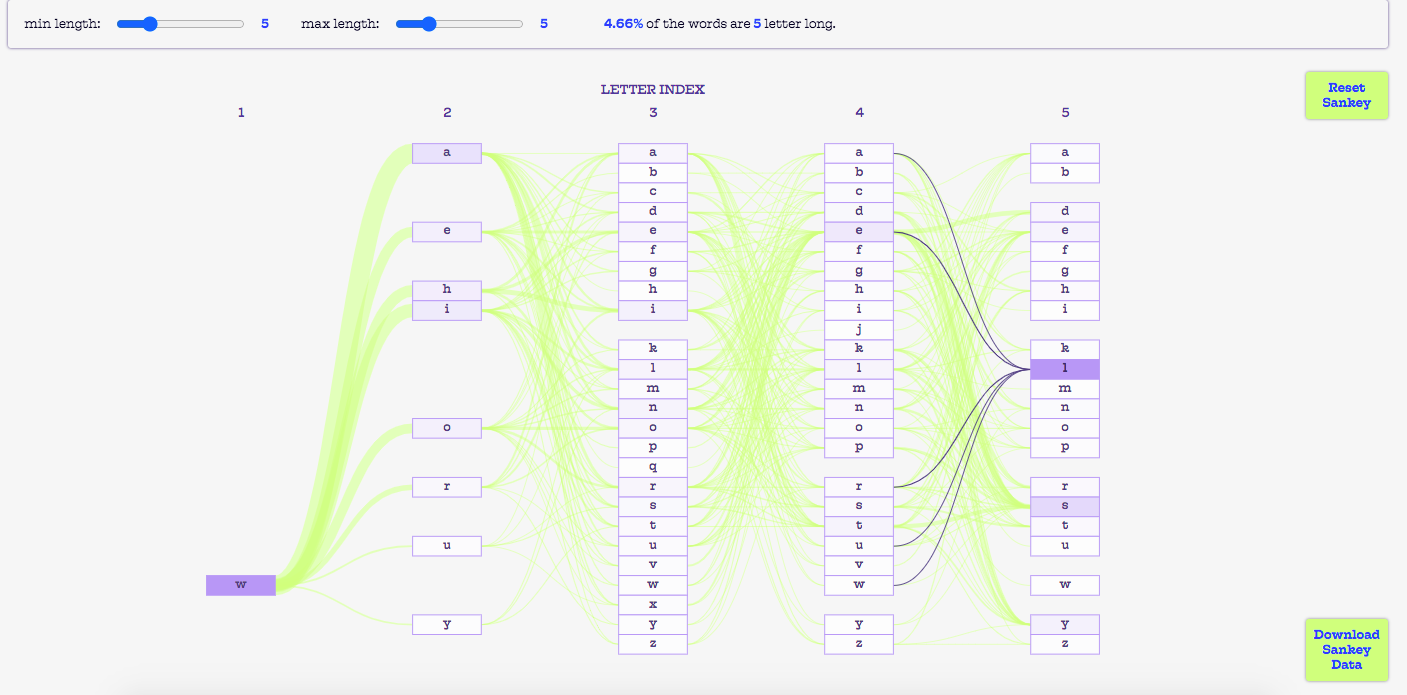 min length: 5 max length: 5 4.66% of the words are 5 letter long.
Reset
Sankey
LETTER INDEX
1 2 3 4 5
a a a a
b b b
c c
d d d
e e e e
f f f
g g g
h h h h
i i i i
j
k k k
l l l
m m m
n n n
o o o o
p p p
q
r r r r
s s s
t t t
u u u u
v v
w w w w
x
y y y y
z z z
Download
Sankey
Data